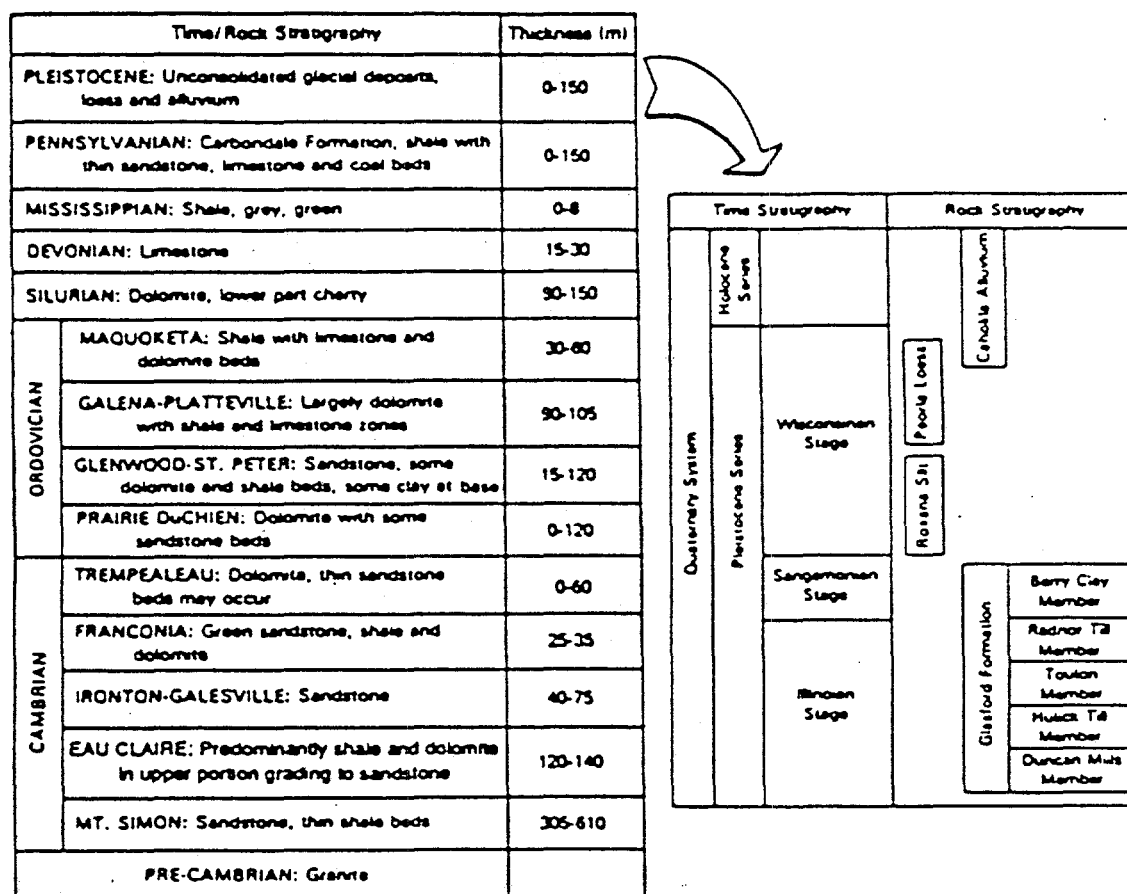 Time/Rock Stratigraphy
Thickness (m)
PLEISTOCENE: Unconsolidated glacial deposits,
loess and alluvium
0-150
PENNSYLVANIAN: Carbondale Formation, shale with
thin sandstone, limestone and coal beds
0-150
MISSISSIPPIAN: Shale, grey, green
0-8
DEVONIAN: Limestone
15-30
SILURIAN: Dolomite, lower part cherty
90-150
ORDOVICIAN
MAQUOKETA: Shale with limestone and
dolomite beds
30-60
GALENA-PLATTEVILLE: Largely dolomite
with shale and limestone zones
90-105
GLENWOOD-ST. PETER: Sandstone, some
dolomite and shale beds, some clay at base
15-120
PRAIRIE DuCHIEN: Dolomite with some
sandstone beds
0-120
CAMBRIAN
TREMPEALEAU: Dolomite, thin sandstone
beds may occur
0-60
FRANCONIA: Green sandstone, shale and
dolomite
25-35
IRONTON-GALESVILLE: Sandstone
40-75
EAU CLAIRE: Predominantly shale and dolomite
in upper portion grading to sandstone
120-140
MT. SIMON: Sandstone, thin shale beds
305-610
PRE-CAMBRIAN: Granite
Time Stratigraphy
Rock Stratigraphy
Quaternary System
Holocene
Series
Pleistocene Series
Wisconsinan
Stage
Sangamonian
Stage
Illinoian
Stage
Cahokia Alluvium
Peoria Loess
Roxana Silt
Glasford Formation
Berry Clay
Member
Radnor Till
Member
Toulon
Member
Hulick Till
Member
Duncan Mills
Member